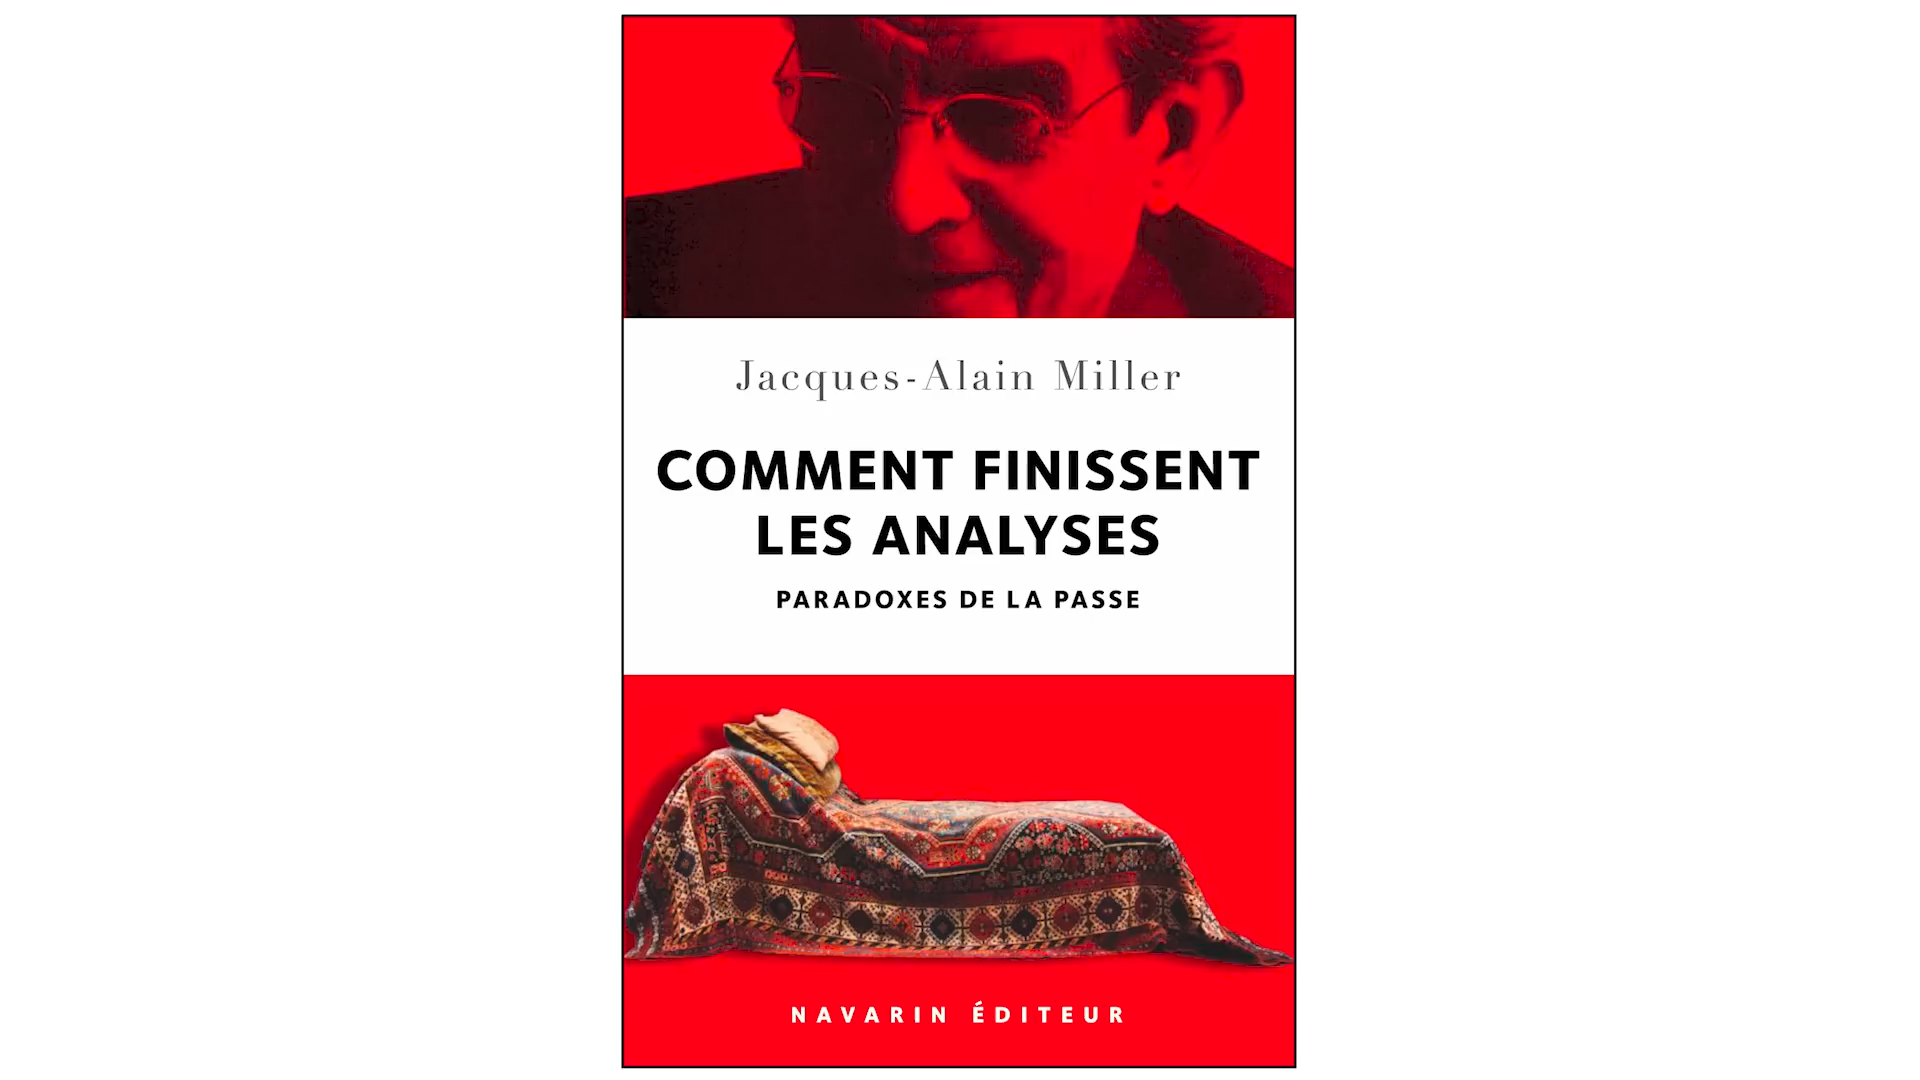 Jacques-Alain Miller
COMMENT FINISSENT
LES ANALYSES
PARADOXES DE LA PASSE
NAVARIN ÉDITEUR